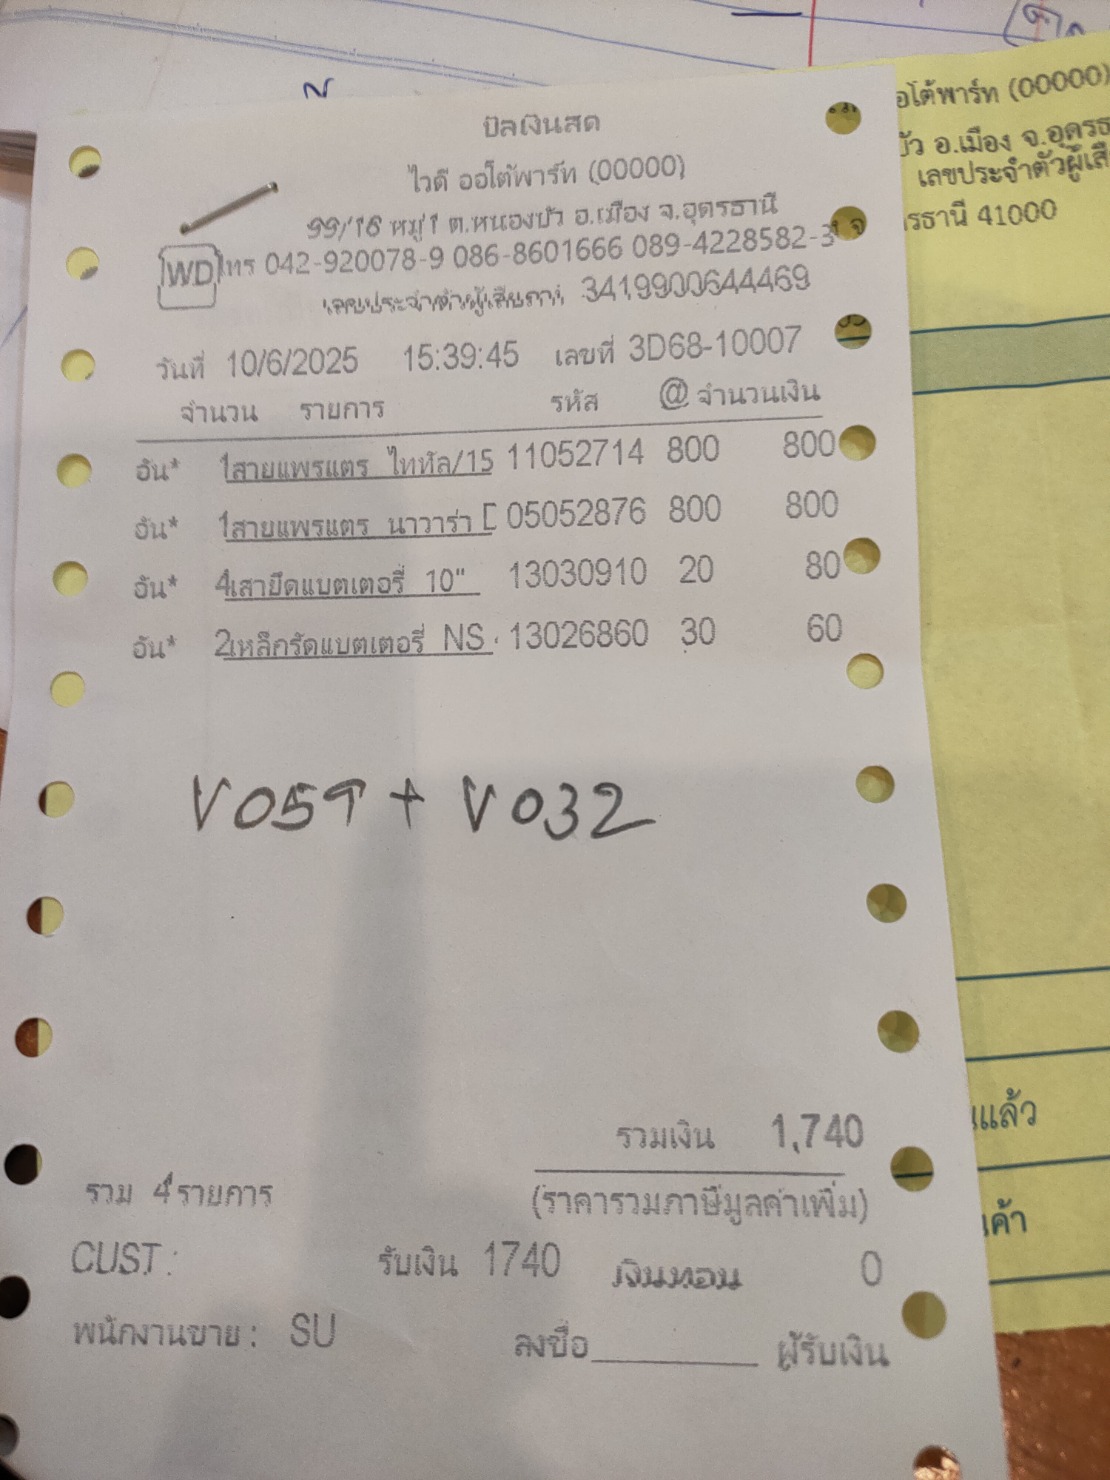 บิลเงินสด
ไวดี ออโต้พาร์ท (00000)
99/16 หมู่1 ต.หนองบัว อ.เมือง จ.อุดรธานี
WD โทร 042-920078-9 086-8601666 089-4228582-3
เลขประจำตัวผู้เสียภาษี 3419900644469
วันที่ 10/6/2025 15:39:45 เลขที่ 3D68-10007
จำนวน รายการ รหัส @ จำนวนเงิน
อัน* 1สายแพรแตร ไททัล/15 11052714 800 800
อัน* 1สายแพรแตร นาวาร่า D 05052876 800 800
อัน* 4เสายึดแบตเตอรี่ 10" 13030910 20 80
อัน* 2เหล็กรัดแบตเตอรี่ NS 13026860 30 60
V059 + V032
รวมเงิน 1,740
รวม 4 รายการ (ราคารวมภาษีมูลค่าเพิ่ม)
CUST: รับเงิน 1740 เงินทอน 0
พนักงานขาย: SU ลงชื่อ ผู้รับเงิน
อโต้พาร์ท (00000)
บัว อ.เมือง จ.อุดรธ
เลขประจำตัวผู้เสี
รธานี 41000
แล้ว
ค้า